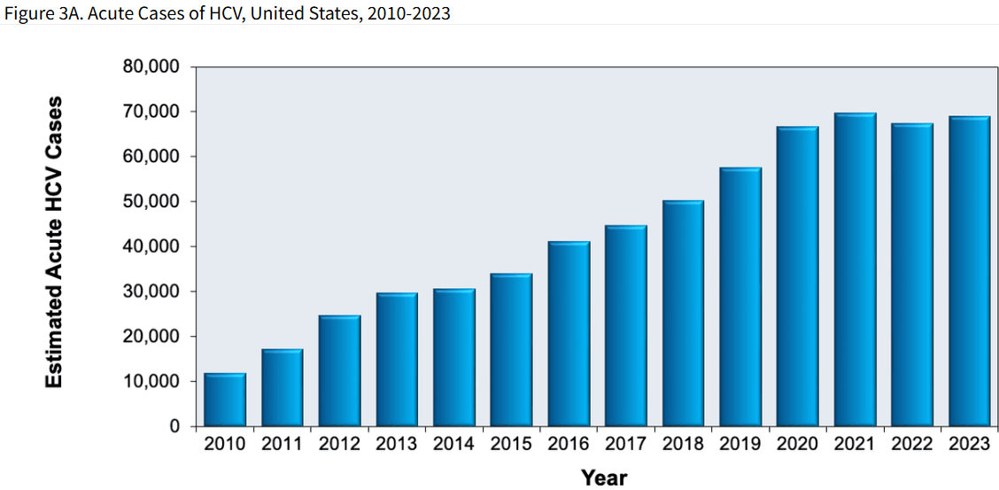 Figure 3A. Acute Cases of HCV, United States, 2010-2023
Estimated Acute HCV Cases
80,000
70,000
60,000
50,000
40,000
30,000
20,000
10,000
0
2010 2011 2012 2013 2014 2015 2016 2017 2018 2019 2020 2021 2022 2023
Year